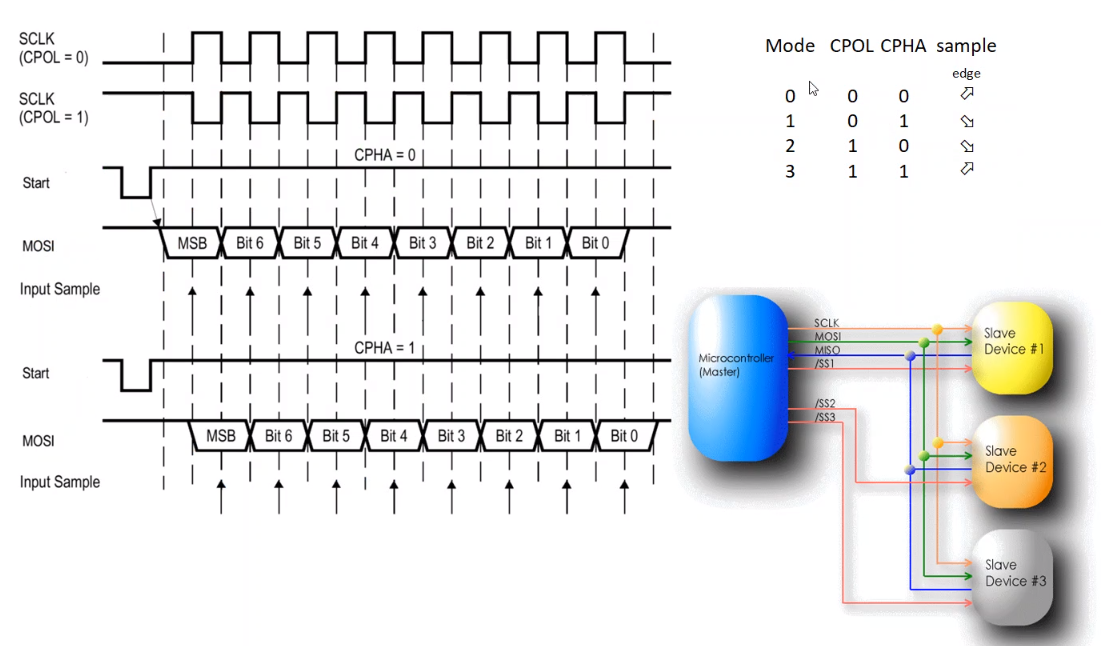 SCLK
(CPOL = 0)
SCLK
(CPOL = 1)
CPHA = 0
Start
MOSI MSB Bit 6 Bit 5 Bit 4 Bit 3 Bit 2 Bit 1 Bit 0
Input Sample
CPHA = 1
Start
MOSI MSB Bit 6 Bit 5 Bit 4 Bit 3 Bit 2 Bit 1 Bit 0
Input Sample
Mode CPOL CPHA sample
edge
0 0 0
1 0 1
2 1 0
3 1 1
Microcontroller
(Master)
SCLK
MOSI
MISO
/SS1
/SS2
/SS3
Slave
Device #1
Slave
Device #2
Slave
Device #3